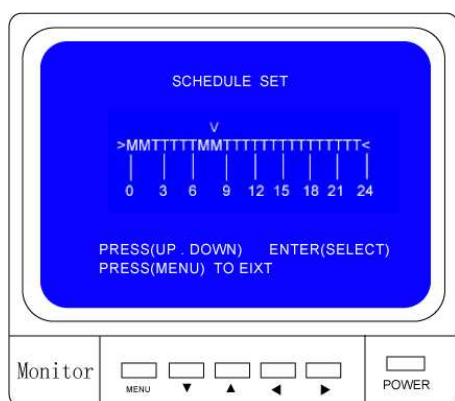 SCHEDULE SET
V
>MMTTTTTMMTTTTTTTTTTTTTTT<
0 3 6 9 12 15 18 21 24
PRESS(UP . DOWN) ENTER(SELECT)
PRESS(MENU) TO EIXT
Monitor
MENU ▼ ▲ ◀ ▶
POWER